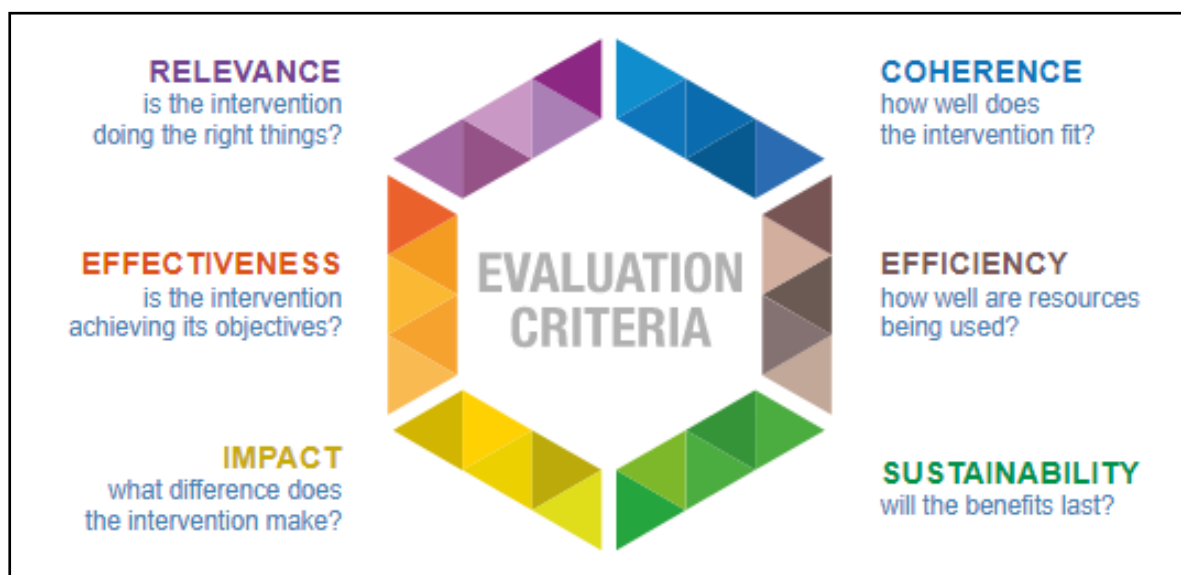 RELEVANCE
is the intervention
doing the right things?
COHERENCE
how well does
the intervention fit?
EFFECTIVENESS
is the intervention
achieving its objectives?
EVALUATION
CRITERIA
EFFICIENCY
how well are resources
being used?
IMPACT
what difference does
the intervention make?
SUSTAINABILITY
will the benefits last?